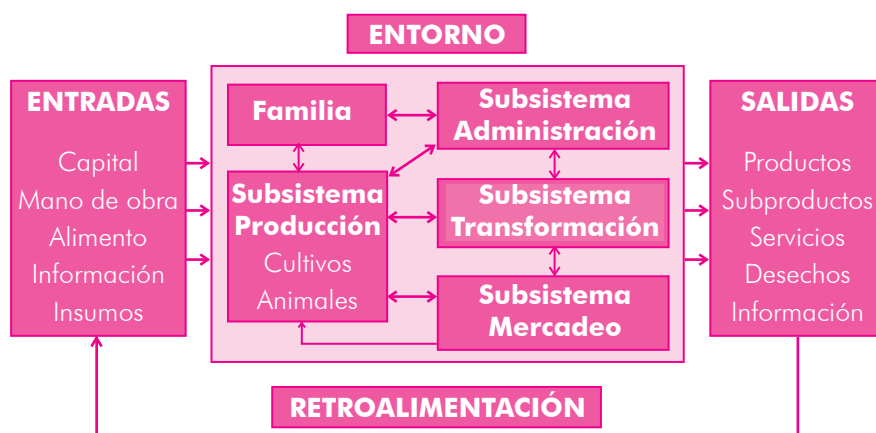 ENTORNO
ENTRADAS
Capital
Mano de obra
Alimento
Información
Insumos
Familia
Subsistema
Producción
Cultivos
Animales
Subsistema
Administración
Subsistema
Transformación
Subsistema
Mercadeo
SALIDAS
Productos
Subproductos
Servicios
Desechos
Información
RETROALIMENTACIÓN